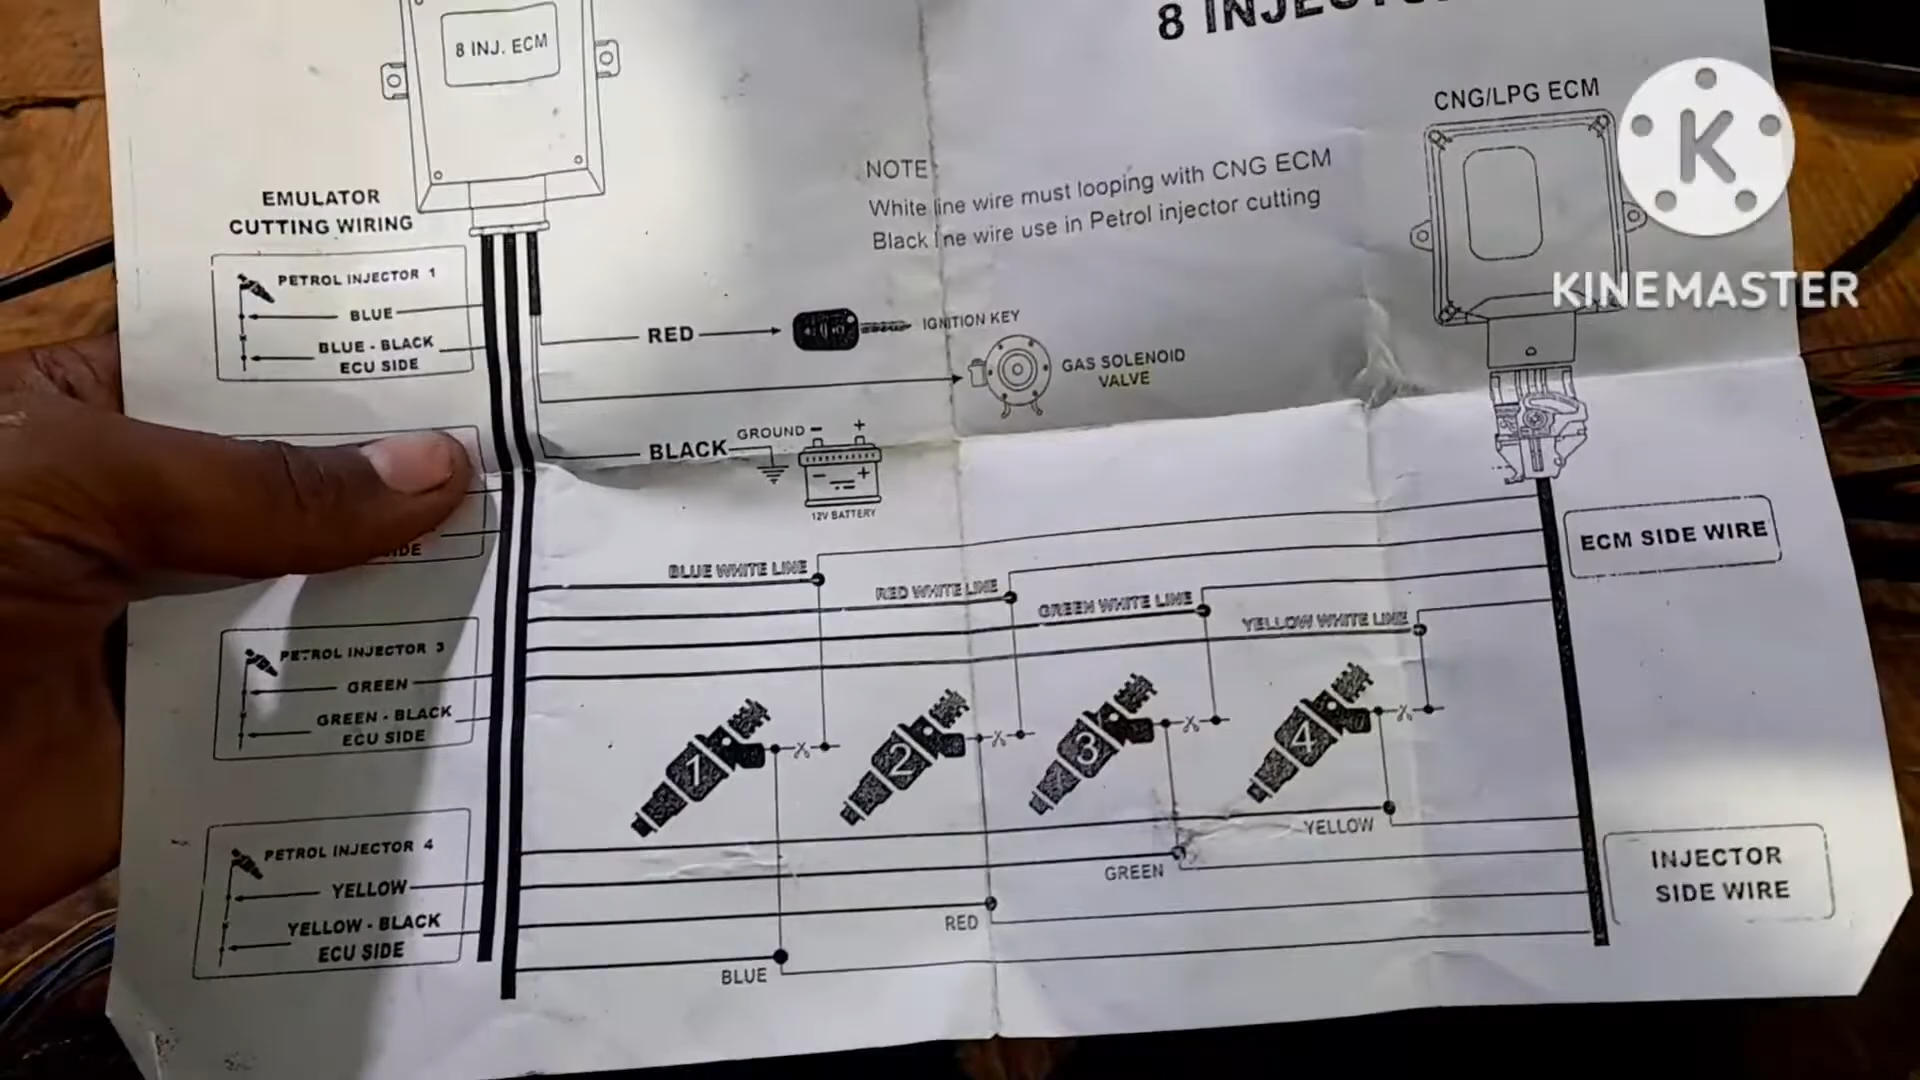 8 INJ. ECM
8
CNG/LPG ECM
K
KINEMASTER
EMULATOR
CUTTING WIRING
NOTE
White line wire must looping with CNG ECM
Black line wire use in Petrol injector cutting
PETROL INJECTOR 1
BLUE
BLUE - BLACK
ECU SIDE
RED
IGNITION KEY
GAS SOLENOID
VALVE
BLACK
GROUND - +
- +
12V BATTERY
SIDE
ECM SIDE WIRE
BLUE WHITE LINE
RED WHITE LINE
GREEN WHITE LINE
YELLOW WHITE LINE
PETROL INJECTOR 3
GREEN
GREEN - BLACK
ECU SIDE
1
2
3
4
PETROL INJECTOR 4
YELLOW
YELLOW - BLACK
ECU SIDE
YELLOW
GREEN
RED
BLUE
INJECTOR
SIDE WIRE